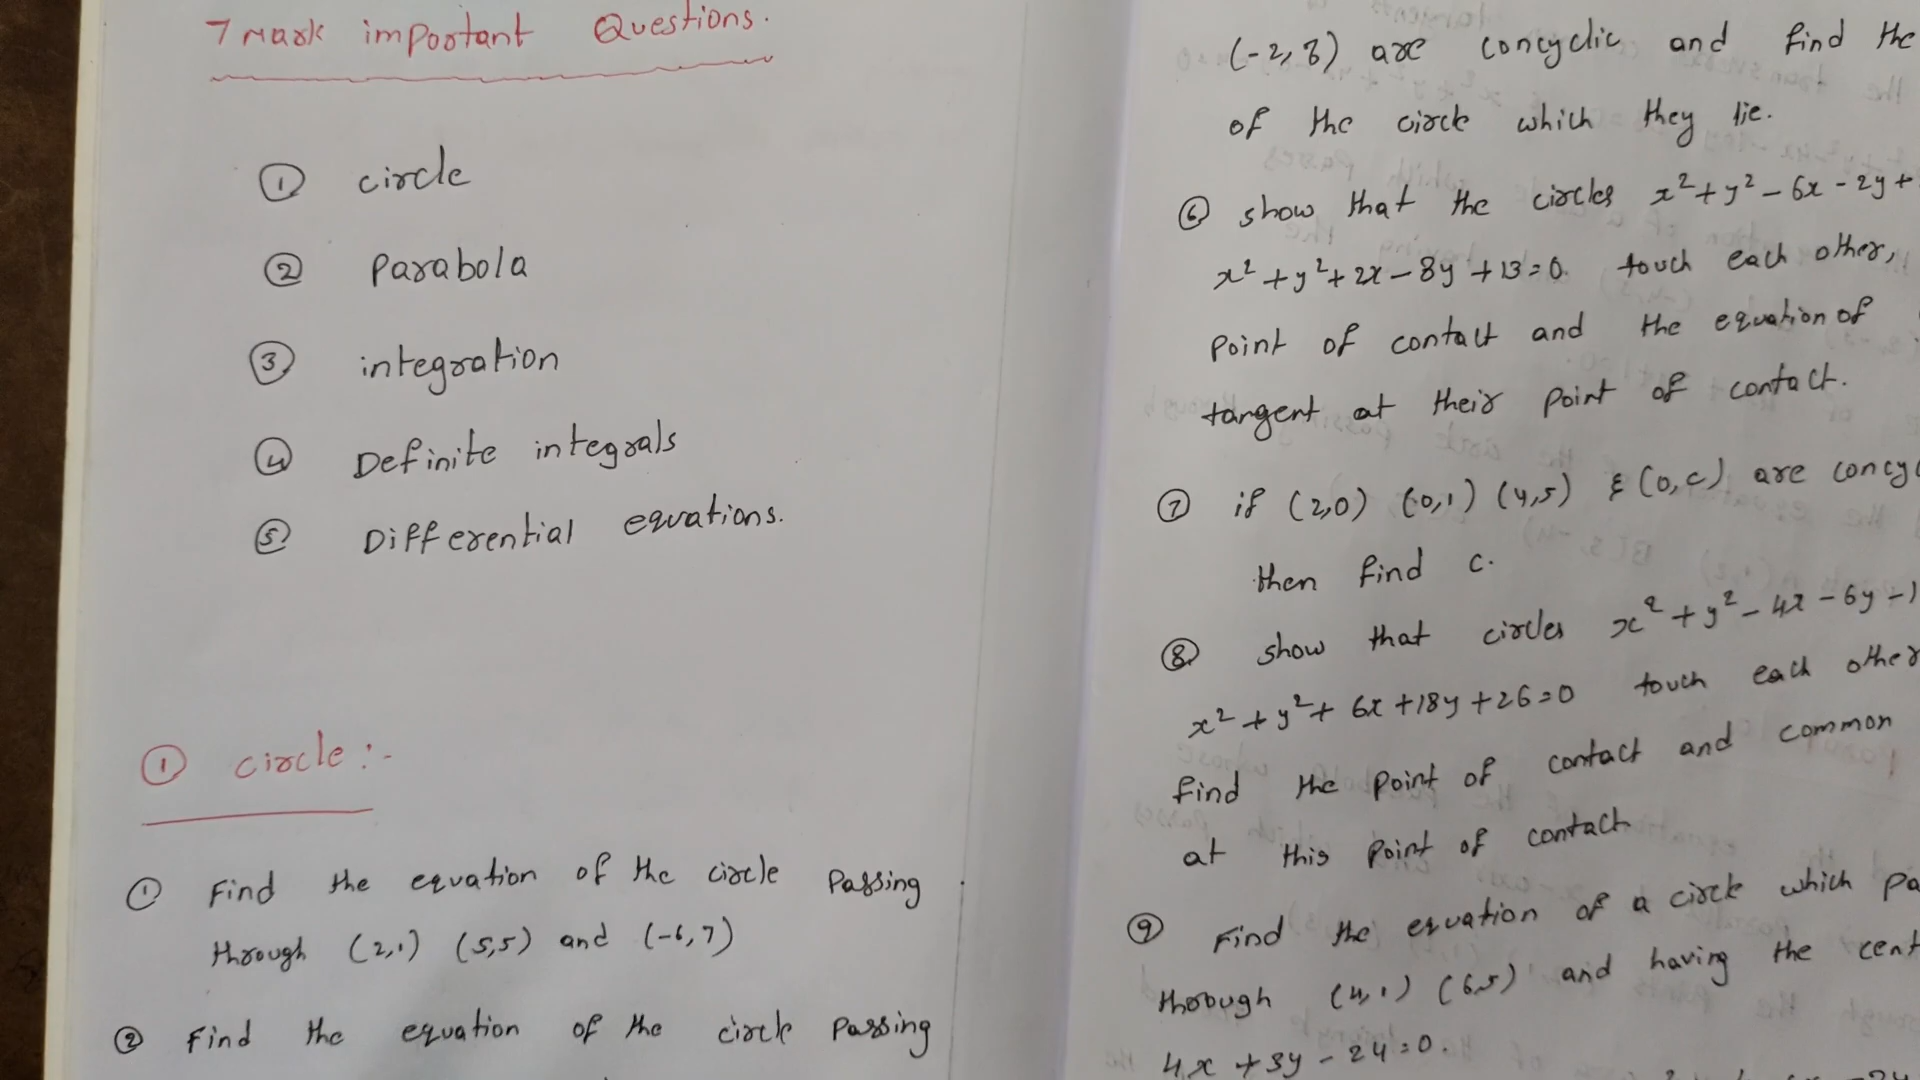 7 Mark important Questions.
① circle
② Parabola
③ integration
④ Definite integrals
⑤ Differential equations.
① circle :-
① Find the equation of the circle passing
through (2,1) (5,5) and (-6,7)
② Find the equation of the circle passing
(-2,3) are concyclic and find the
of the circle which they lie.
⑥ show that the circles x²+y²-6x-2y+
x²+y²+2x-8y+13=0. touch each other,
point of contact and the equation of
tangent at their point of contact.
⑦ if (2,0) (0,1) (4,5) & (0,c) are concyc
then find c.
⑧ show that circles x²+y²-4x-6y-1
x²+y²+6x+18y+26=0 touch each other
find the point of contact and common
at this point of contact
⑨ Find the equation of a circle which pa
through (4,1) (6,5) and having the cent
4x+3y-24=0.